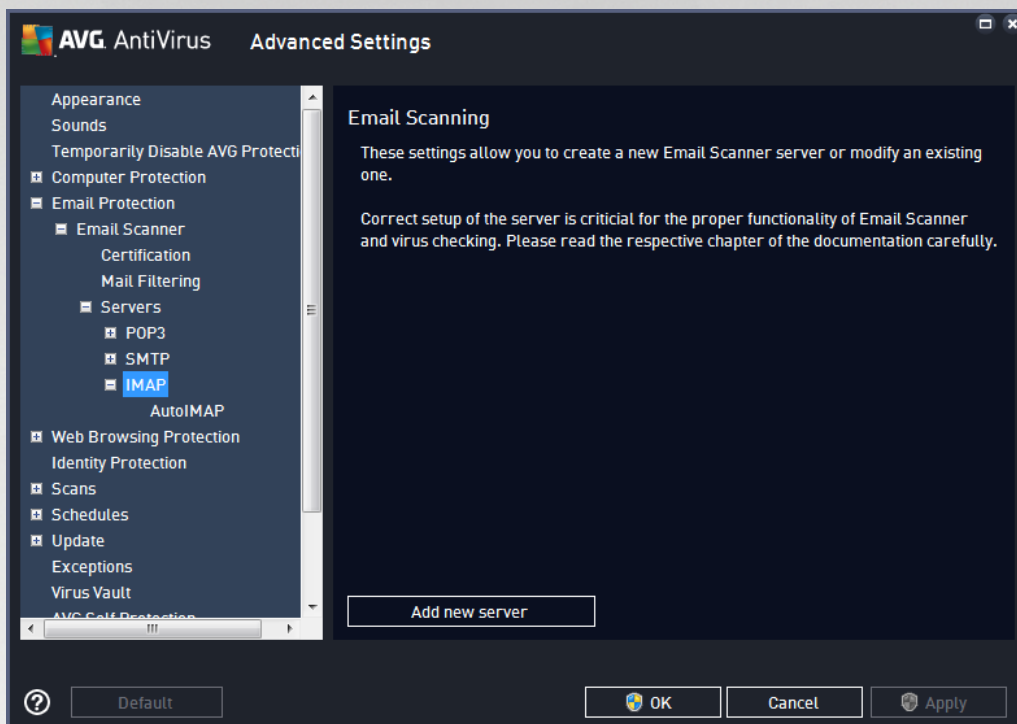 AVG. AntiVirus Advanced Settings
Appearance
Sounds
Temporarily Disable AVG Protecti
Computer Protection
Email Protection
Email Scanner
Certification
Mail Filtering
Servers
POP3
SMTP
IMAP
AutoIMAP
Web Browsing Protection
Identity Protection
Scans
Schedules
Update
Exceptions
Virus Vault
AVG Self Protection
Email Scanning
These settings allow you to create a new Email Scanner server or modify an existing
one.
Correct setup of the server is criticial for the proper functionality of Email Scanner
and virus checking. Please read the respective chapter of the documentation carefully.
Add new server
Default
OK
Cancel
Apply